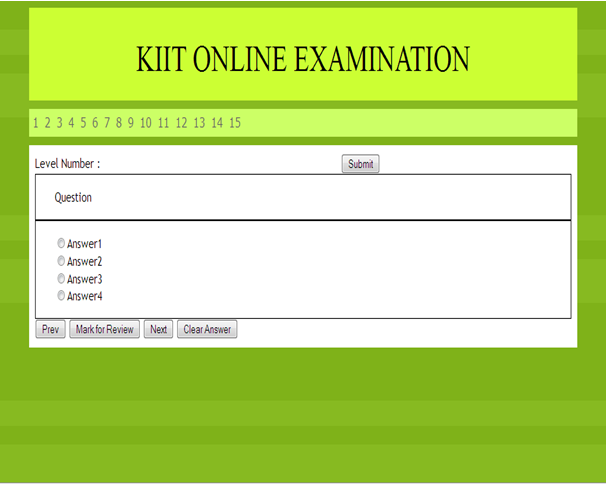 KIIT ONLINE EXAMINATION
1 2 3 4 5 6 7 8 9 10 11 12 13 14 15
Level Number : Submit
Question
Answer1
Answer2
Answer3
Answer4
Prev Mark for Review Next Clear Answer